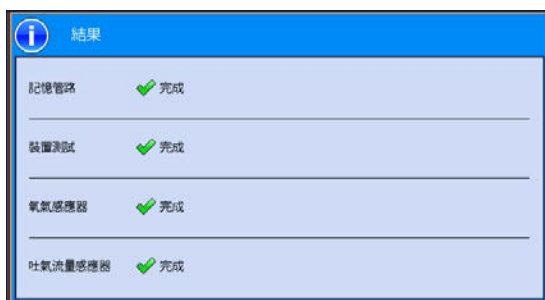 結果
記憶管路 完成
裝置測試 完成
氧氣感應器 完成
吐氣流量感應器 完成